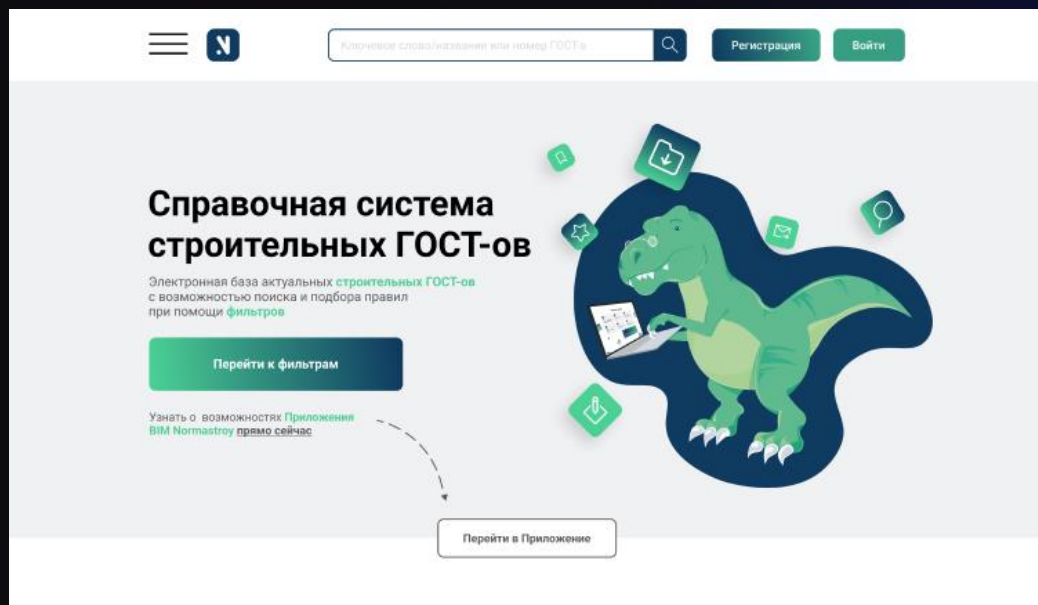 Ключевое слово/название или номер ГОСТ-а
Регистрация
Войти
Справочная система
строительных ГОСТ-ов
Электронная база актуальных строительных ГОСТ-ов
с возможностью поиска и подбора правил
при помощи фильтров
Перейти к фильтрам
Узнать о возможностях Приложения
BIM Normastroy прямо сейчас
Перейти в Приложение